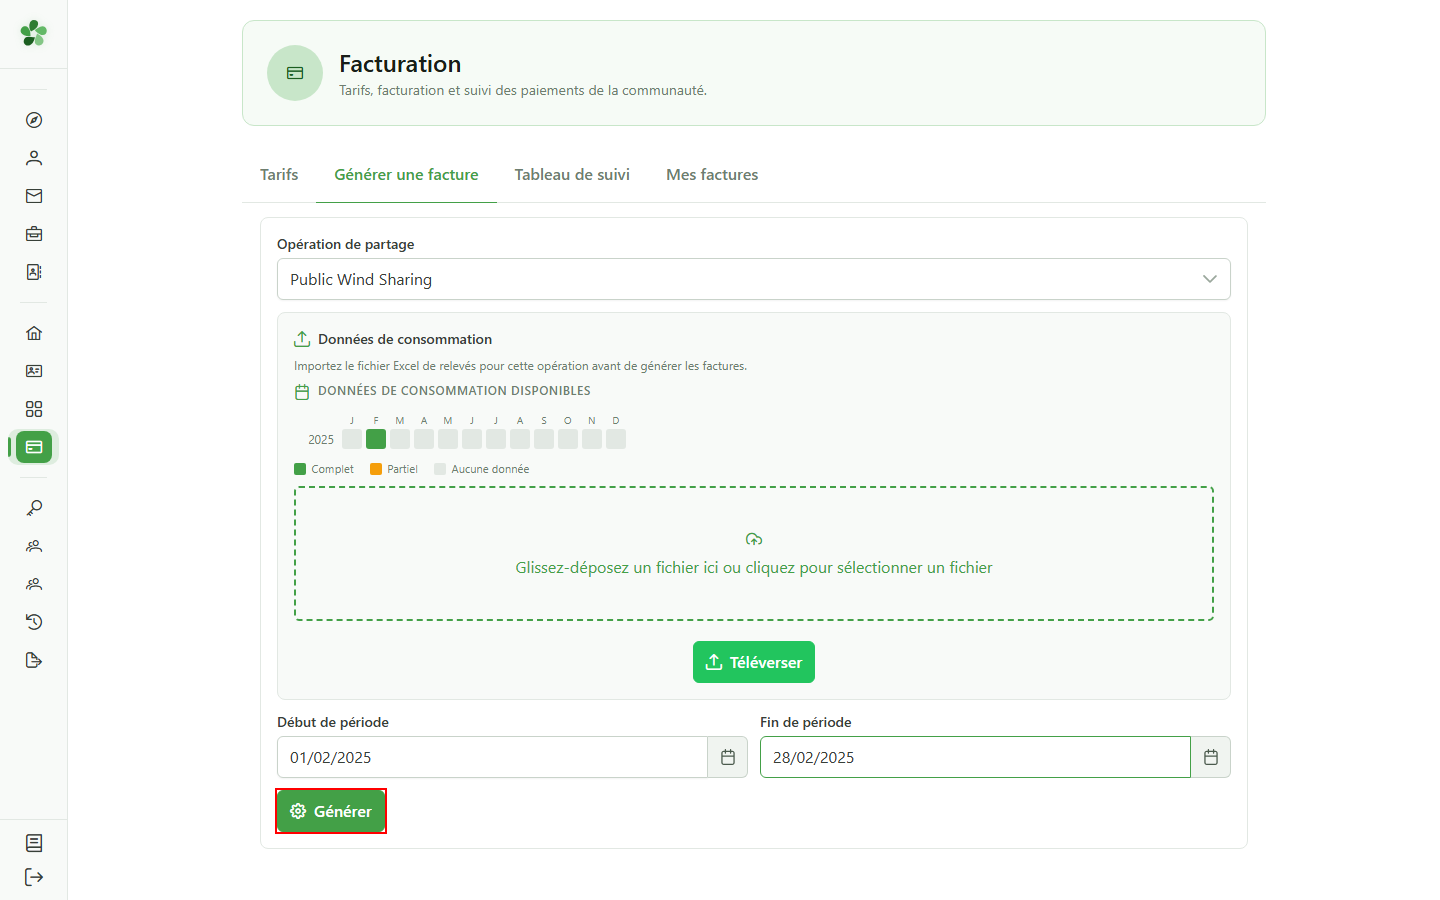 Facturation
Tarifs, facturation et suivi des paiements de la communauté.
Tarifs
Générer une facture
Tableau de suivi
Mes factures
Opération de partage
Public Wind Sharing
Données de consommation
Importez le fichier Excel de relevés pour cette opération avant de générer les factures.
DONNÉES DE CONSOMMATION DISPONIBLES
J F M A M J J A S O N D
2025
Complet
Partiel
Aucune donnée
Glissez-déposez un fichier ici ou cliquez pour sélectionner un fichier
Téléverser
Début de période
Fin de période
01/02/2025
28/02/2025
Générer